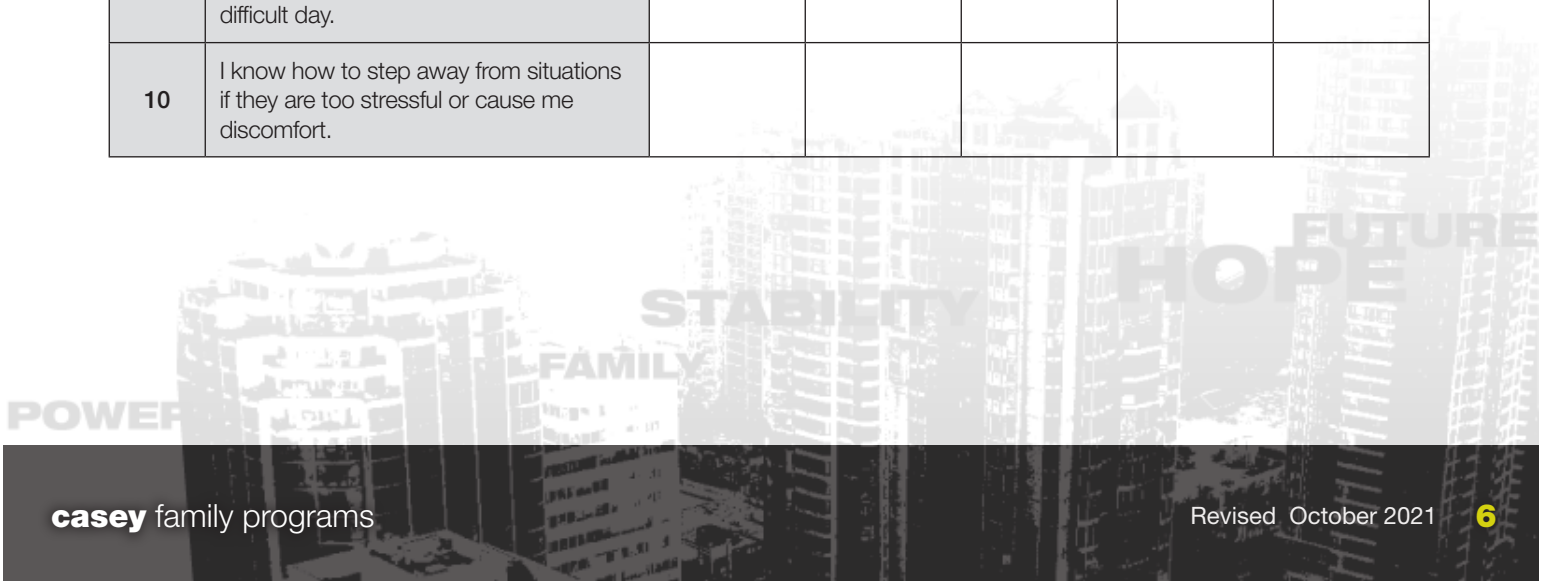 difficult day.
10
I know how to step away from situations
if they are too stressful or cause me
discomfort.
FUTURE
HOPE
STABILITY
FAMILY
POWER
casey family programs
Revised October 2021 6